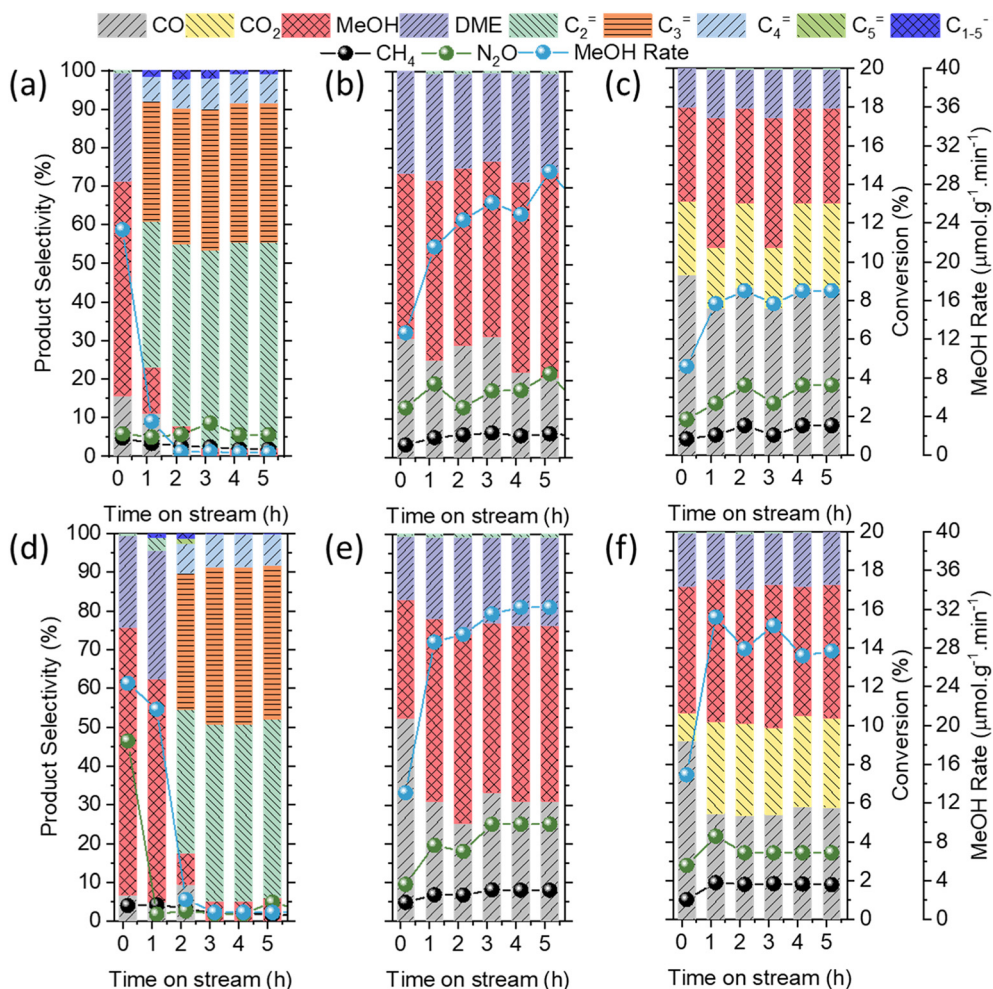 CO CO₂ MeOH DME C₂⁼ C₃⁼ C₄⁼ C₅⁼ C₁₋₅⁻
CH₄ N₂O MeOH Rate
(a) (b) (c)
100 90 80 70 60 50 40 30 20 10 0
Product Selectivity (%)
20 18 16 14 12 10 8 6 4 2 0
Conversion (%)
40 36 32 28 24 20 16 12 8 4 0
MeOH Rate (μmol.g⁻¹.min⁻¹)
0 1 2 3 4 5 0 1 2 3 4 5 0 1 2 3 4 5
Time on stream (h) Time on stream (h) Time on stream (h)
(d) (e) (f)
100 90 80 70 60 50 40 30 20 10 0
Product Selectivity (%)
20 18 16 14 12 10 8 6 4 2 0
Conversion (%)
40 36 32 28 24 20 16 12 8 4 0
MeOH Rate (μmol.g⁻¹.min⁻¹)
0 1 2 3 4 5 0 1 2 3 4 5 0 1 2 3 4 5
Time on stream (h) Time on stream (h) Time on stream (h)